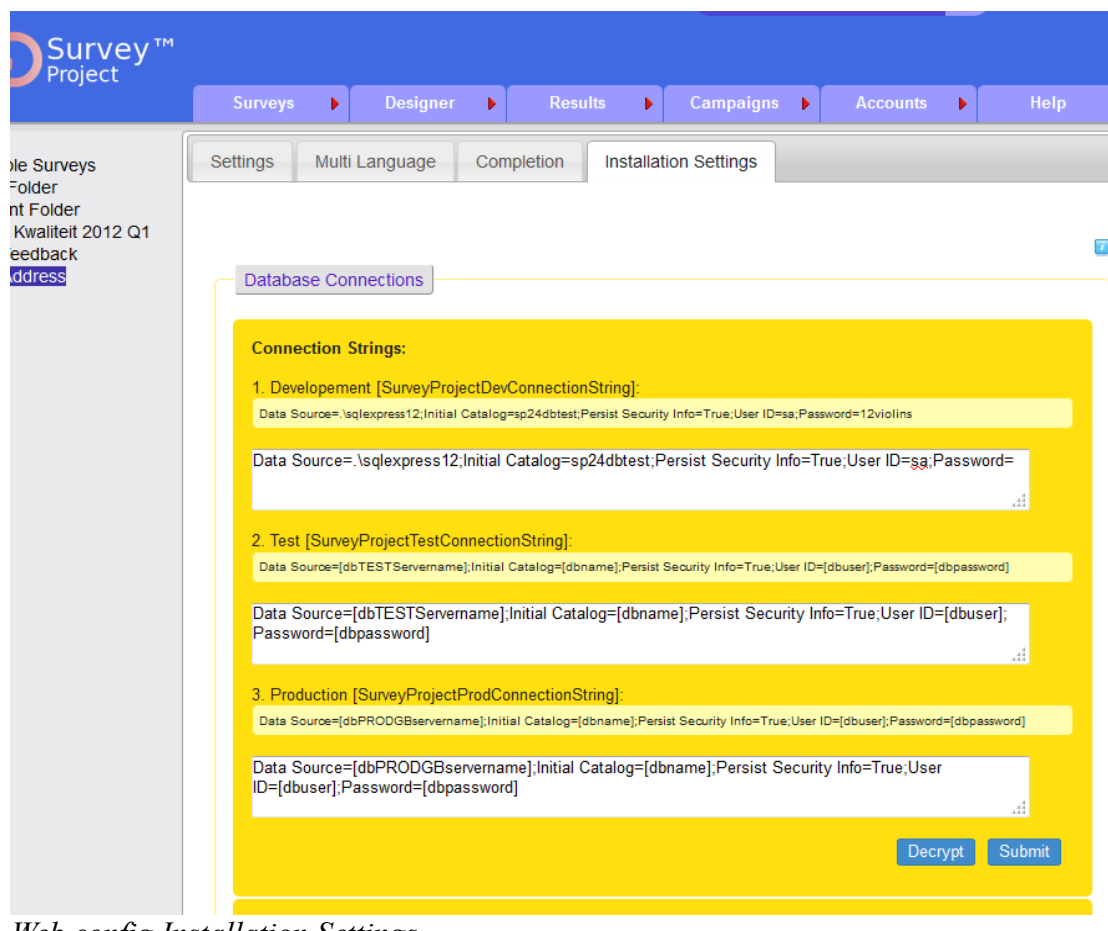 Survey™
Project
Surveys
Designer
Results
Campaigns
Accounts
Help
Surveys
Folder
Folder
Kwaliteit 2012 Q1
Settings
Multi Language
Completion
Installation Settings
Database Connections
Connection Strings:
1. Developement [SurveyProjectDevConnectionString]:
Data Source=.\sqlexpress12;Initial Catalog=sp24dbtest;Persist Security Info=True;User ID=sa;Password=12violins
Data Source=.\sqlexpress12;Initial Catalog=sp24dbtest;Persist Security Info=True;User ID=sa;Password=
2. Test [SurveyProjectTestConnectionString]:
Data Source=[dbTESTServername];Initial Catalog=[dbname];Persist Security Info=True;User ID=[dbuser];Password=[dbpassword]
Data Source=[dbTESTServername];Initial Catalog=[dbname];Persist Security Info=True;User ID=[dbuser];
Password=[dbpassword]
3. Production [SurveyProjectProdConnectionString]:
Data Source=[dbPRODGBservername];Initial Catalog=[dbname];Persist Security Info=True;User ID=[dbuser];Password=[dbpassword]
Data Source=[dbPRODGBservername];Initial Catalog=[dbname];Persist Security Info=True;User
ID=[dbuser];Password=[dbpassword]
Decrypt
Submit